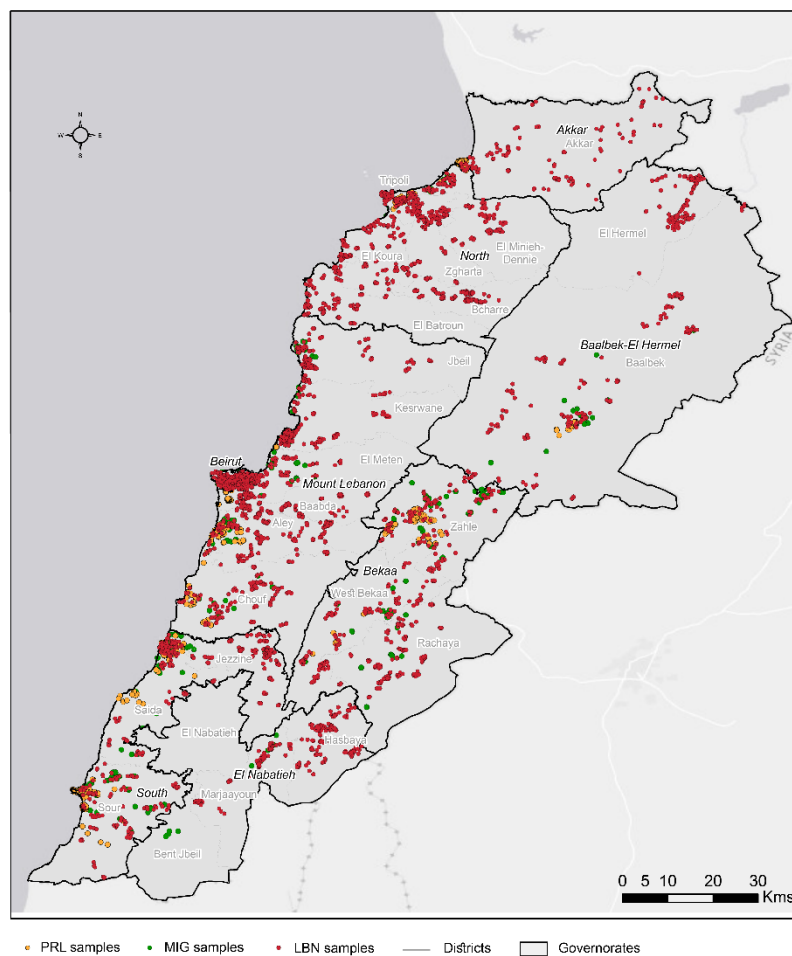 N
W E
S
Akkar
Akkar
Tripoli
El Hermel
El Koura
North
El Minieh-
Dennie
Zgharta
Bcharre
El Batroun
Baalbek-El Hermel
Baalbek
SYRIA
Jbeil
Kesrwane
Beirut
El Meten
Mount Lebanon
Baabda
Aley
Zahle
Bekaa
West Bekaa
Chouf
Rachaya
Jezzine
Saida
El Nabatieh
Hasbaya
El Nabatieh
South
Marjaayoun
Sour
Bent Jbeil
0 5 10 20 30
Kms
PRL samples MIG samples LBN samples Districts Governorates